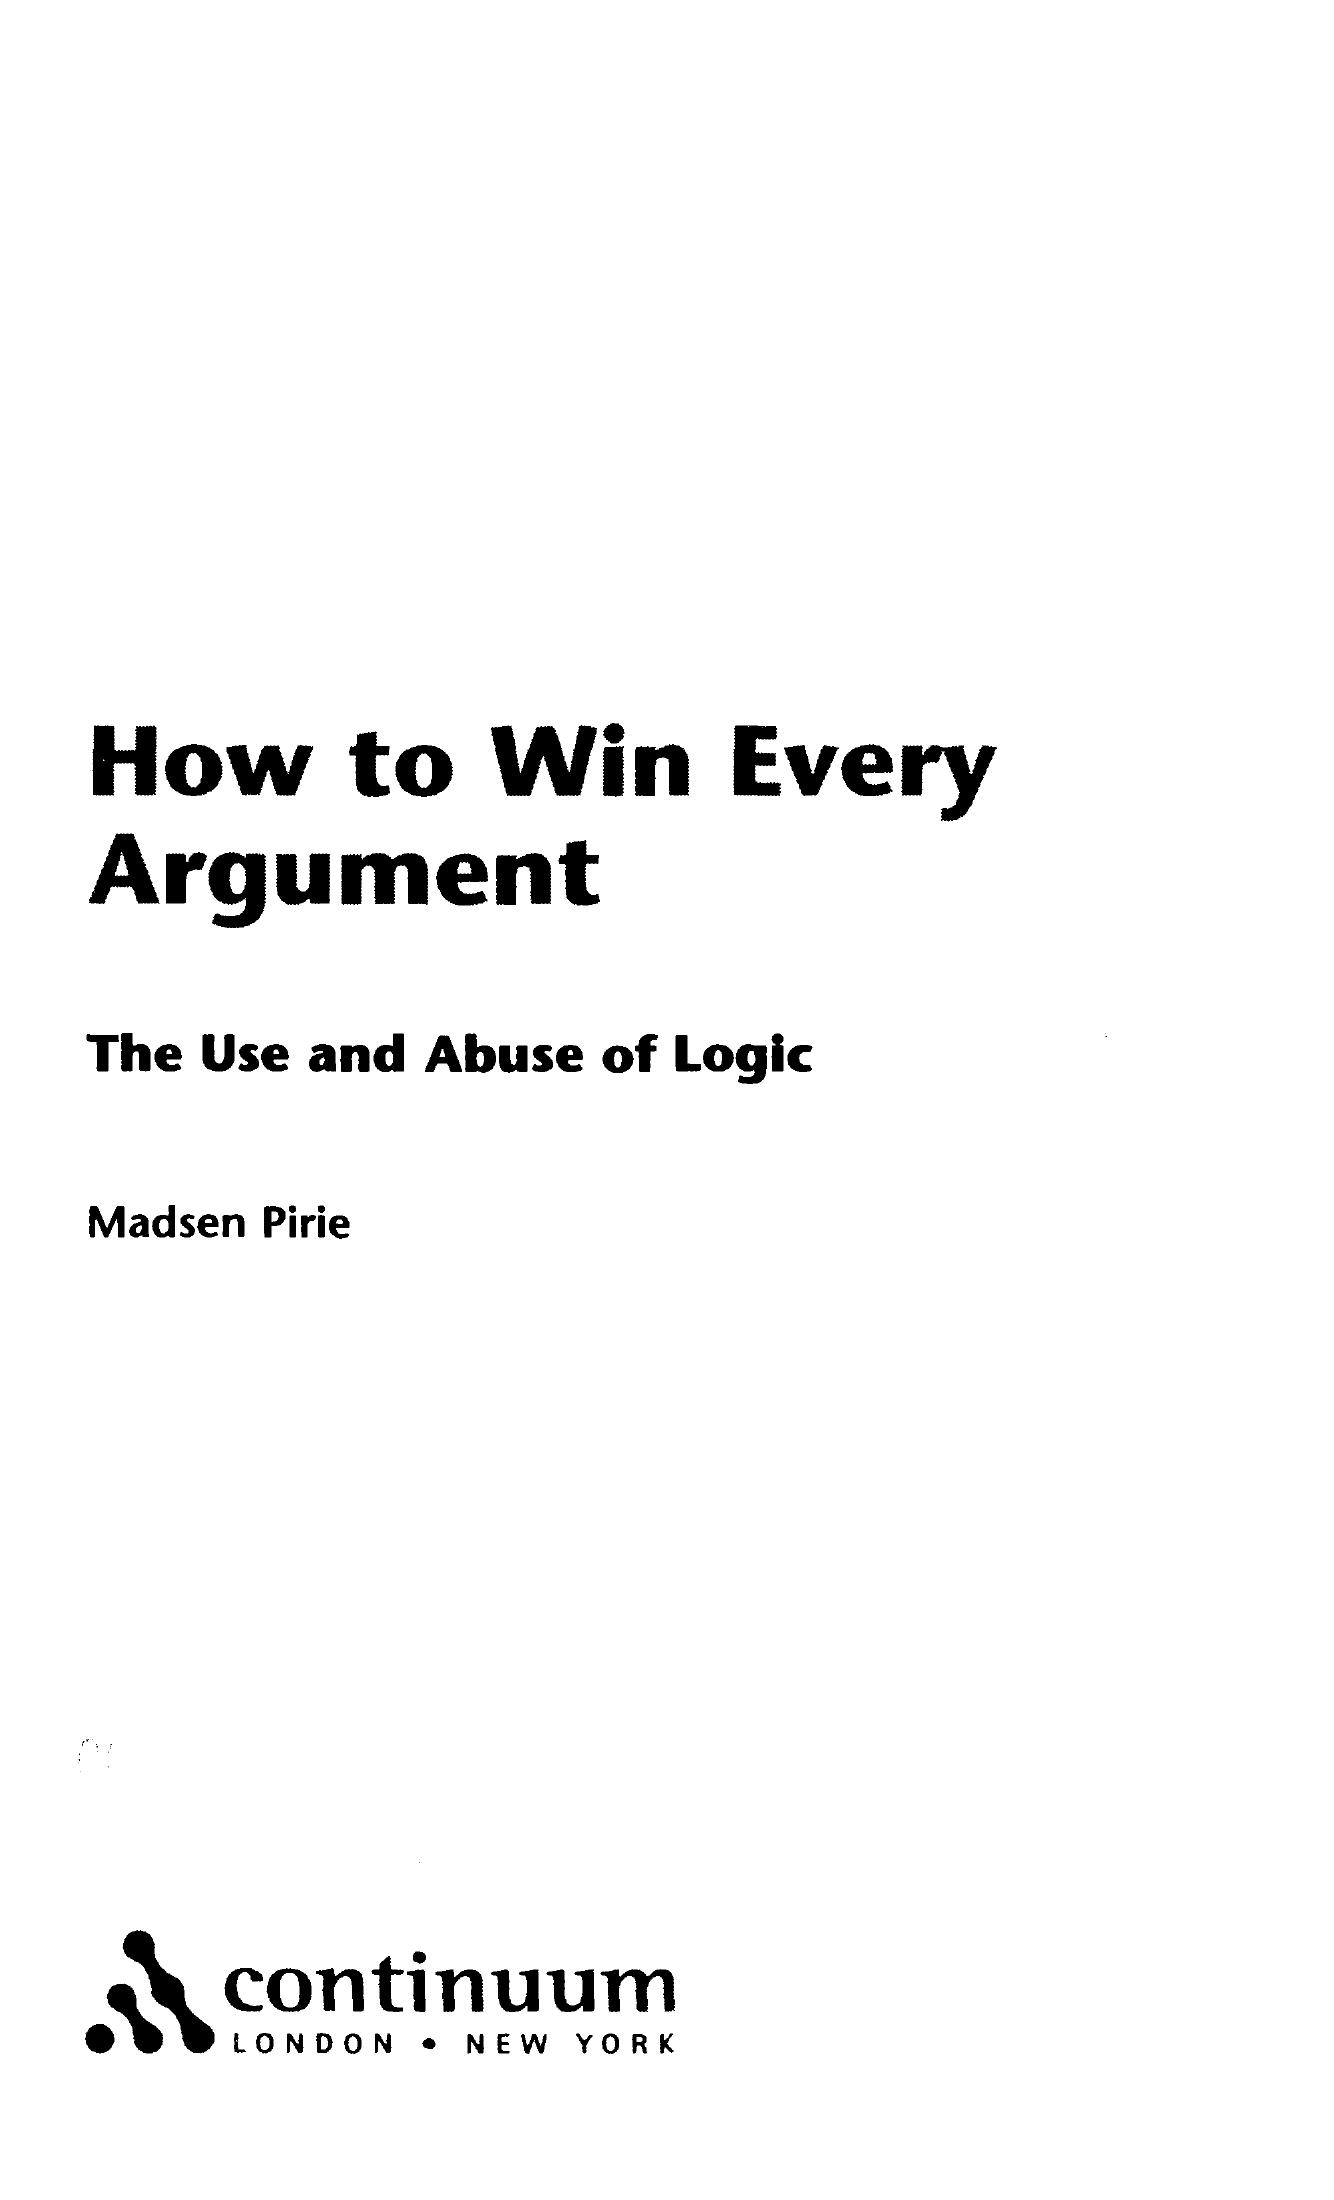 How to Win Every
Argument
The Use and Abuse of Logic
Madsen Pirie
continuum
LONDON • NEW YORK